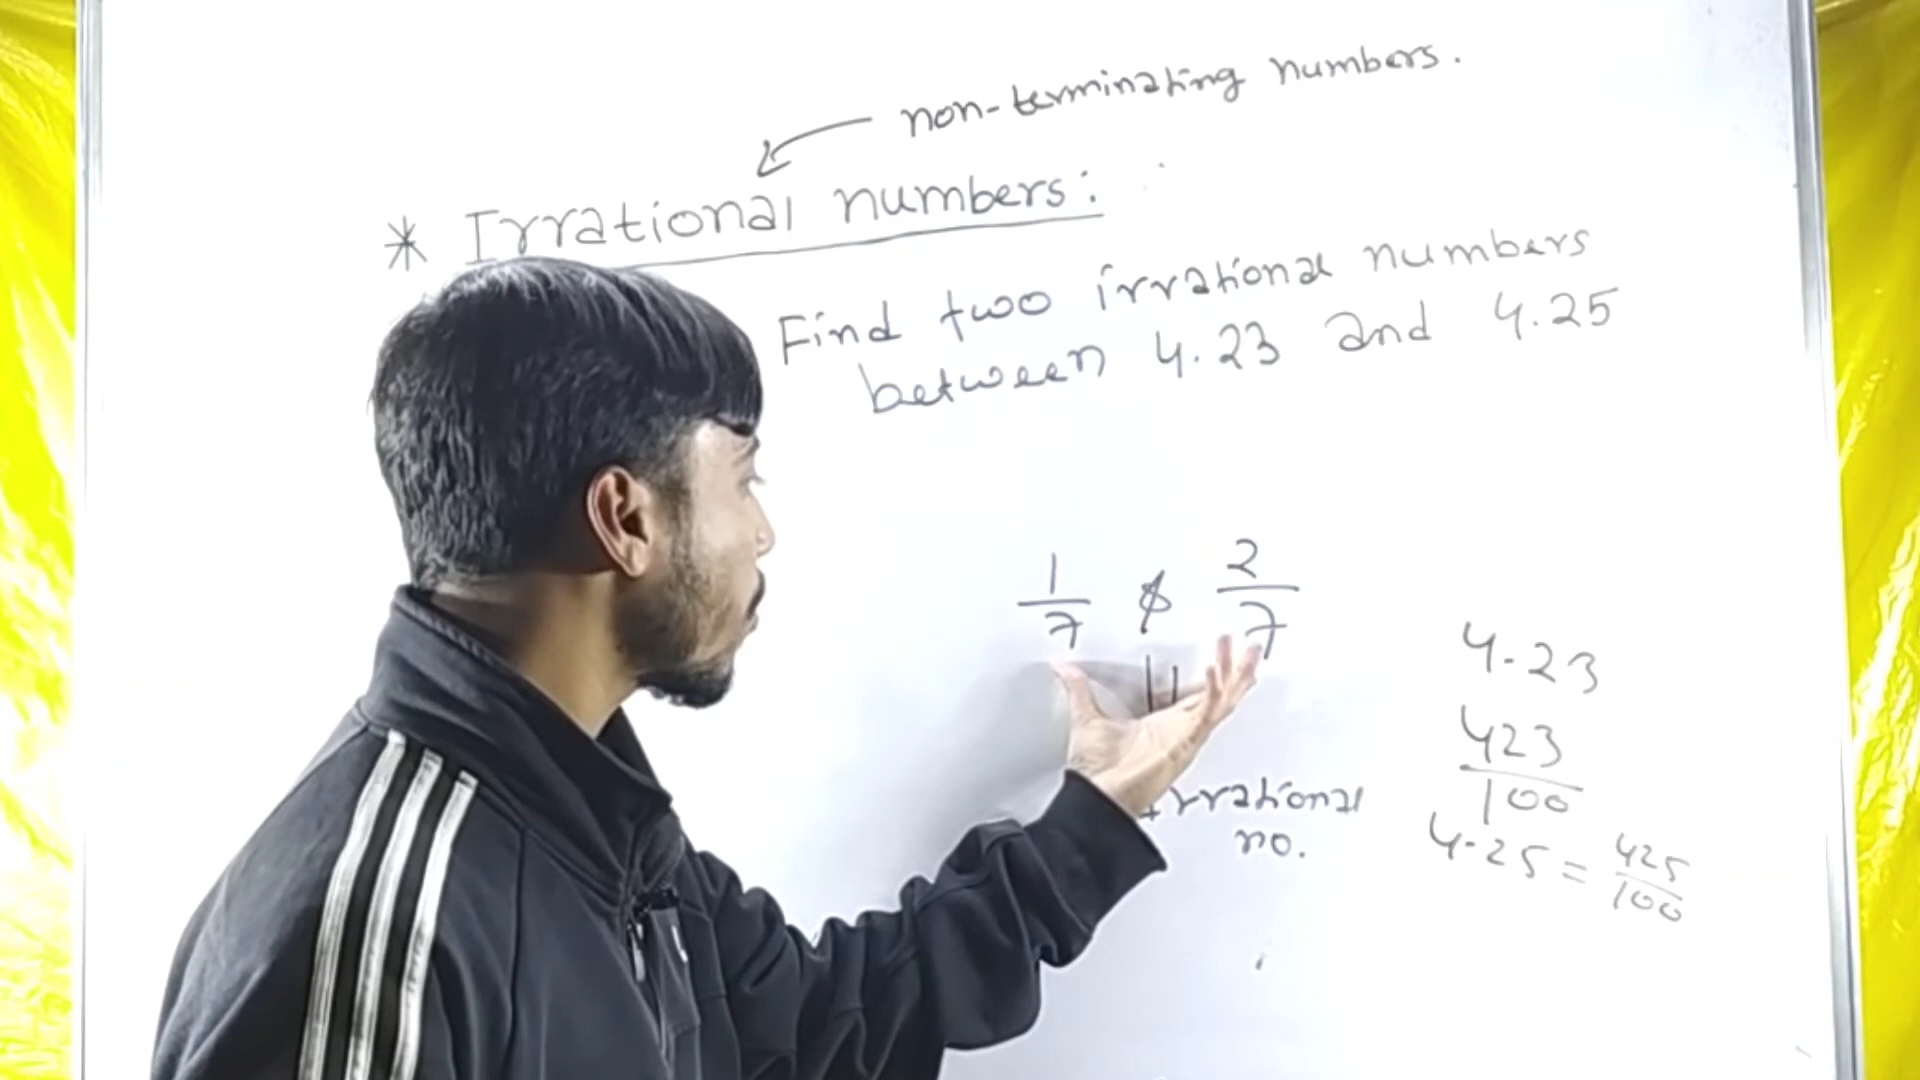 non-terminating numbers.
* Irrational numbers:
Find two irrational numbers
between 4.23 and 4.25
1/7 & 2/7
Irrational
no.
4.23
423/100
4.25 = 425/100